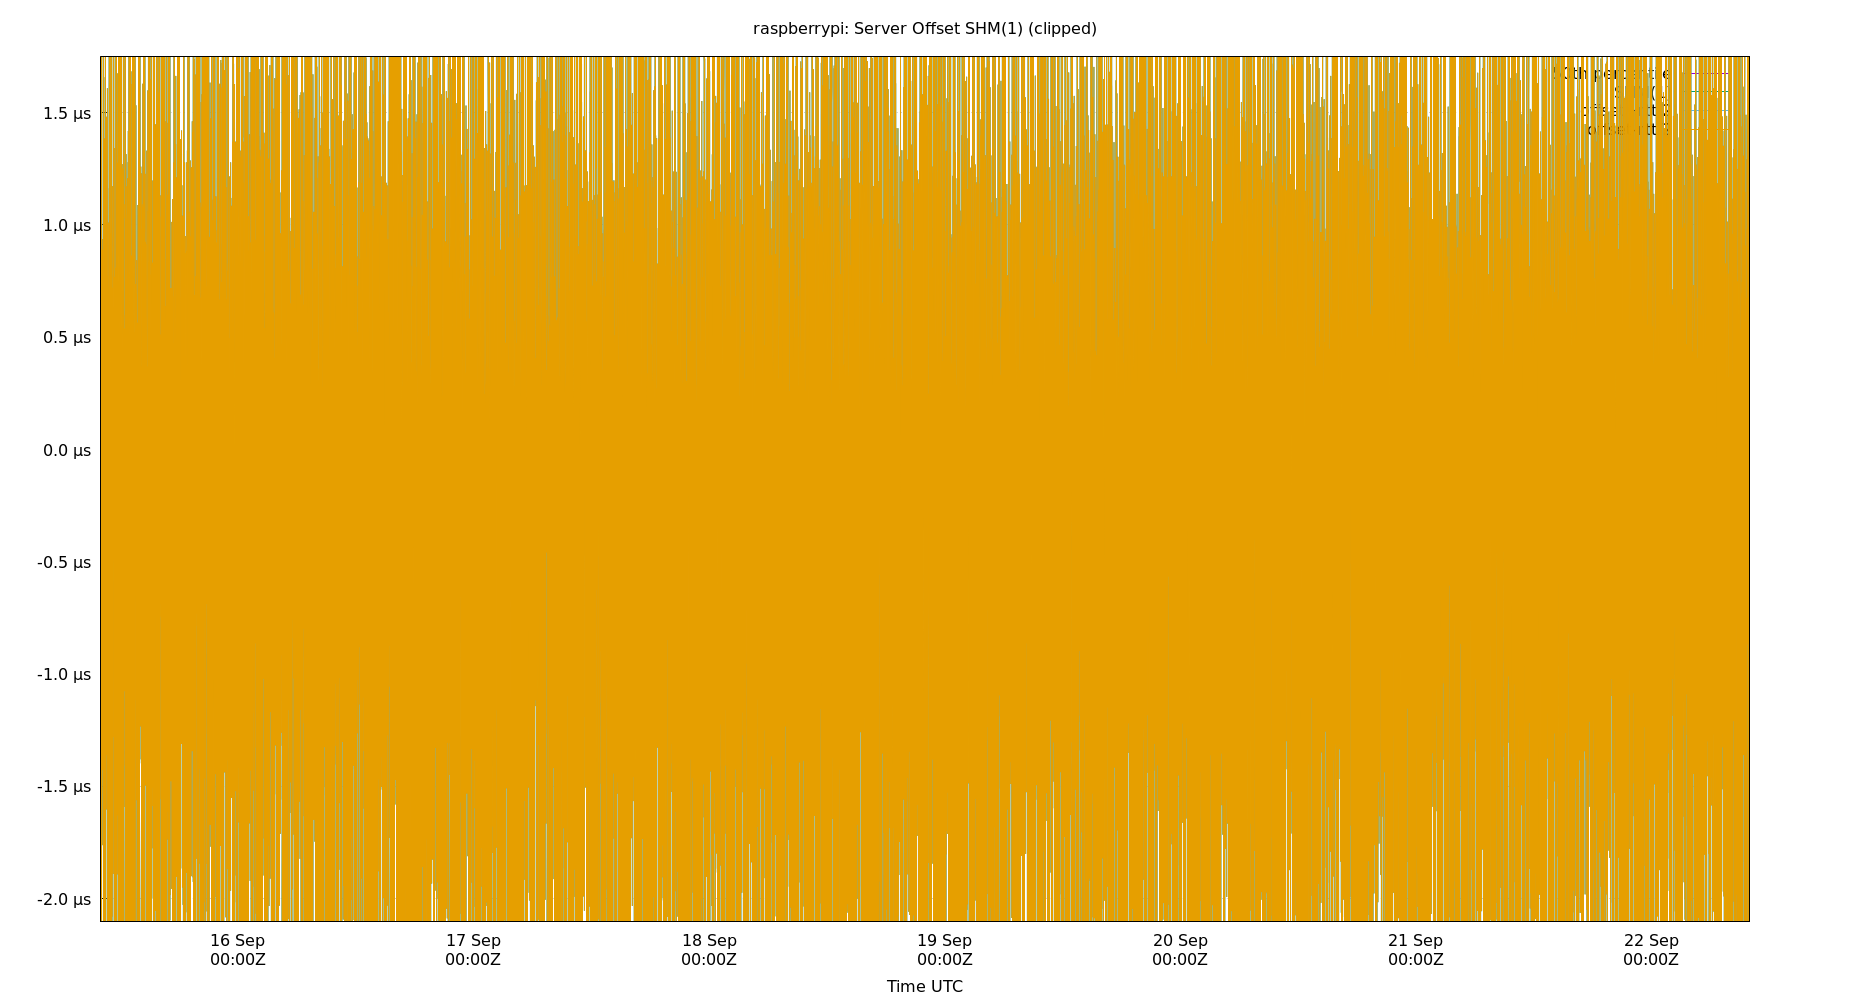 raspberrypi: Server Offset SHM(1) (clipped)
1.5 µs
1.0 µs
0.5 µs
0.0 µs
-0.5 µs
-1.0 µs
-1.5 µs
-2.0 µs
16 Sep 17 Sep 18 Sep 19 Sep 20 Sep 21 Sep 22 Sep
00:00Z 00:00Z 00:00Z 00:00Z 00:00Z 00:00Z 00:00Z
Time UTC